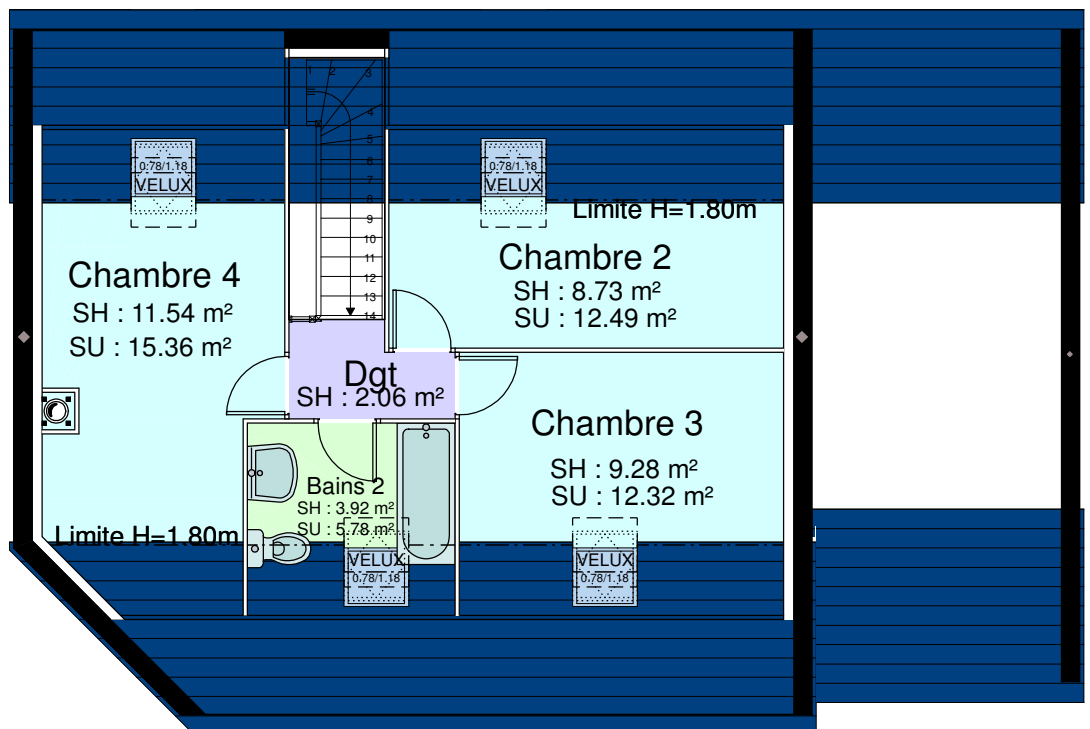 1
2
3
4
5
6
7
8
9
10
11
12
13
14
0.78/1.18
VELUX
0.78/1.18
VELUX
Limite H=1.80m
Chambre 4
SH : 11.54 m²
SU : 15.36 m²
Chambre 2
SH : 8.73 m²
SU : 12.49 m²
Dgt
SH : 2.06 m²
Chambre 3
SH : 9.28 m²
SU : 12.32 m²
Bains 2
SH : 3.92 m²
SU : 5.78 m²
Limite H=1.80m
VELUX
0.78/1.18
VELUX
0.78/1.18